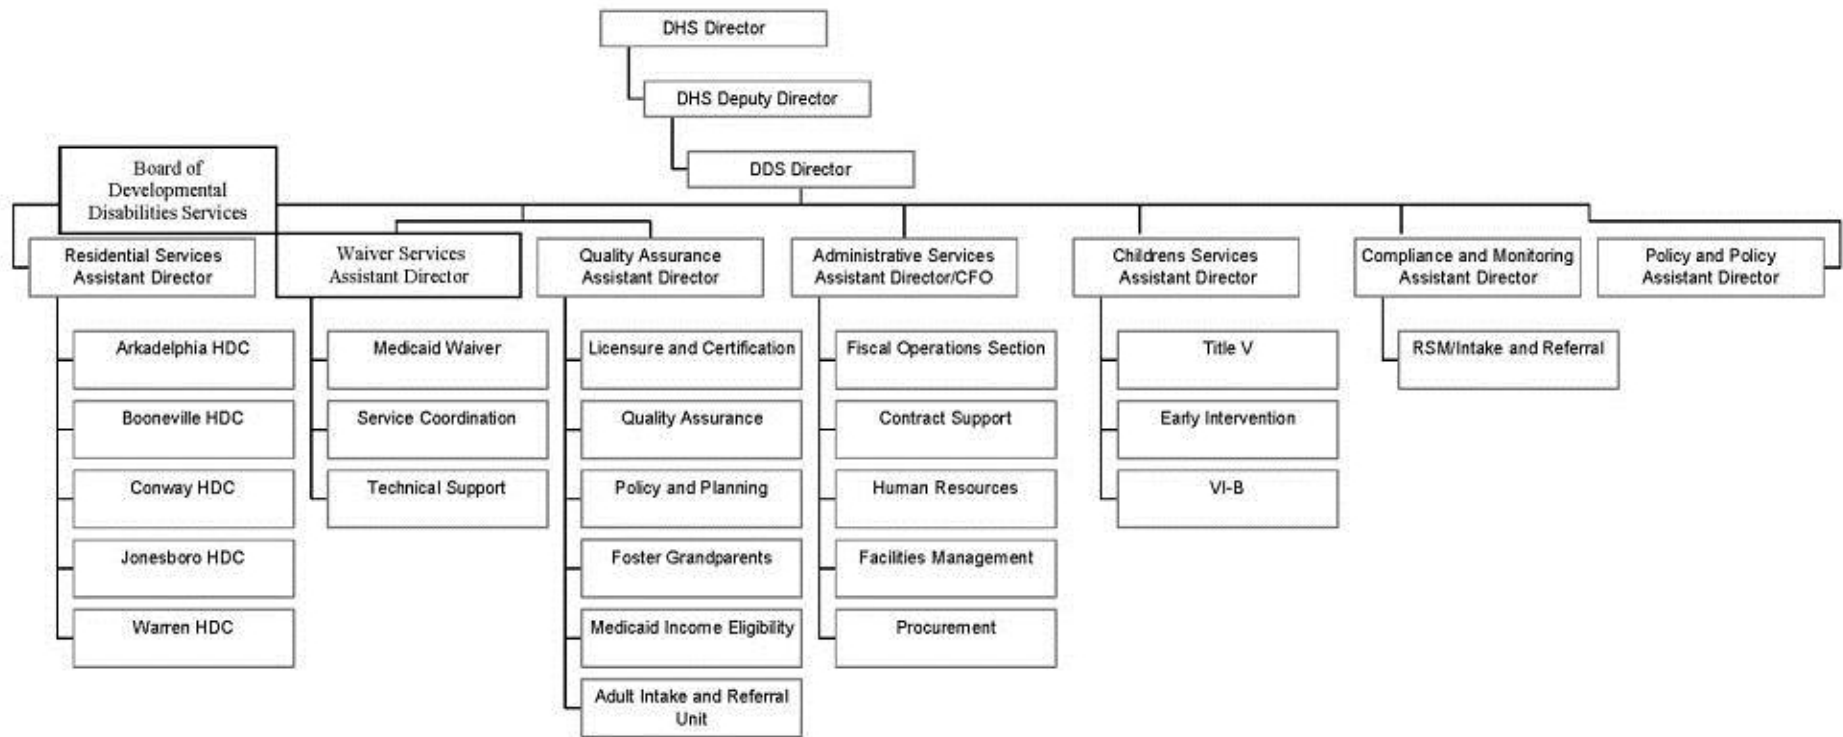 DHS Director
DHS Deputy Director
DDS Director
Board of
Developmental
Disabilities Services
Residential Services
Assistant Director
Arkadelphia HDC
Booneville HDC
Conway HDC
Jonesboro HDC
Warren HDC
Waiver Services
Assistant Director
Medicaid Waiver
Service Coordination
Technical Support
Quality Assurance
Assistant Director
Licensure and Certification
Quality Assurance
Policy and Planning
Foster Grandparents
Medicaid Income Eligibility
Adult Intake and Referral
Unit
Administrative Services
Assistant Director/CFO
Fiscal Operations Section
Contract Support
Human Resources
Facilities Management
Procurement
Childrens Services
Assistant Director
Title V
Early Intervention
VI-B
Compliance and Monitoring
Assistant Director
RSM/Intake and Referral
Policy and Policy
Assistant Director